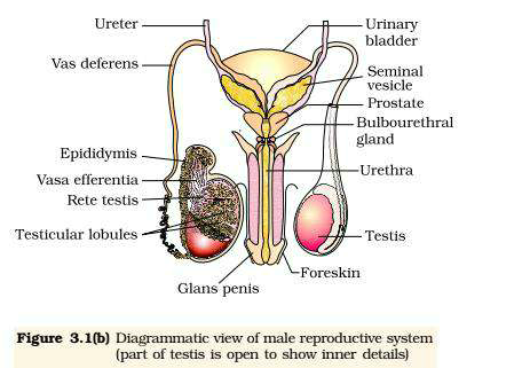 Ureter
Urinary
bladder
Vas deferens
Seminal
vesicle
Prostate
Bulbourethral
gland
Epididymis
Vasa efferentia
Urethra
Rete testis
Testicular lobules
Testis
Foreskin
Glans penis
Figure 3.1(b) Diagrammatic view of male reproductive system
(part of testis is open to show inner details)